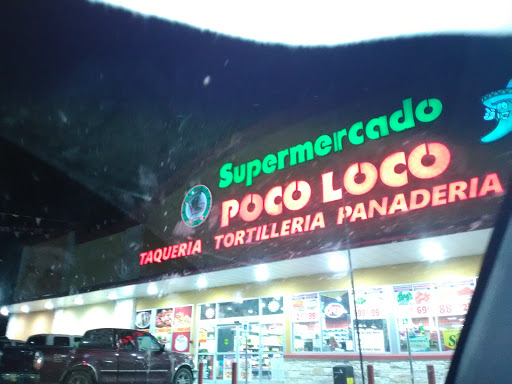 Supermercado
POCO LOCO
TAQUERIA TORTILLERIA PANADERIA